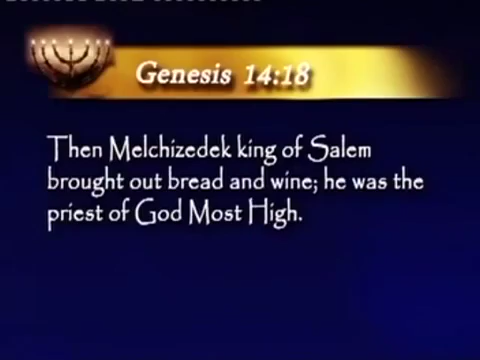 Genesis 14:18
Then Melchizedek king of Salem
brought out bread and wine; he was the
priest of God Most High.